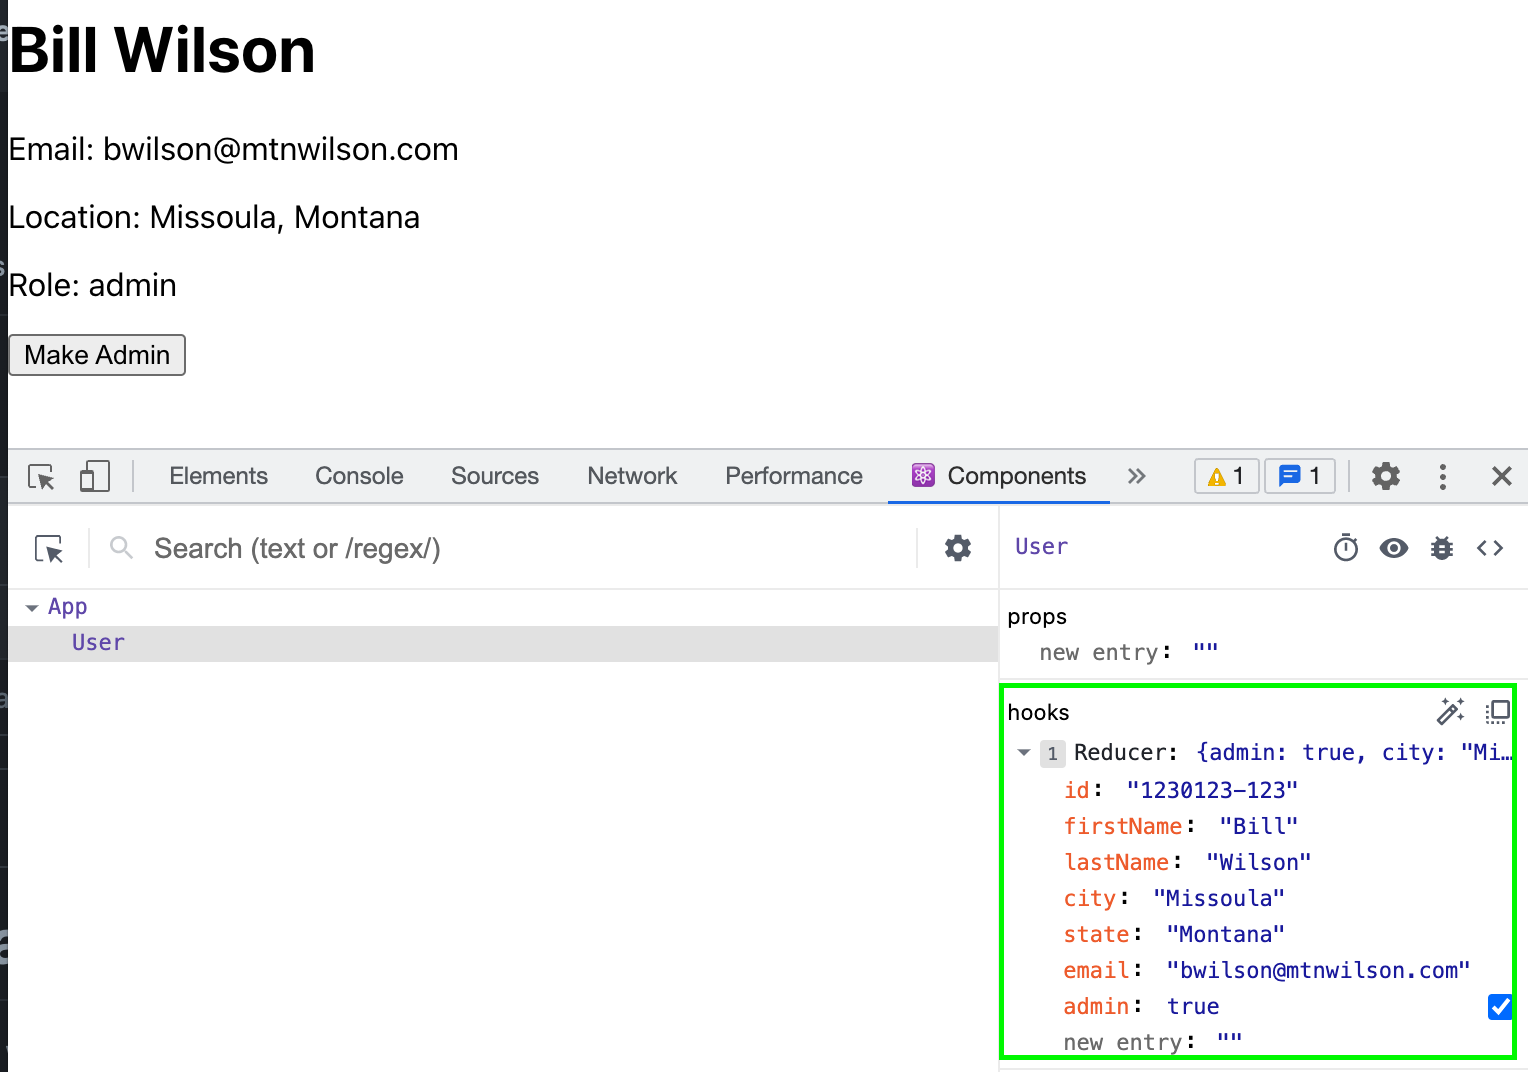 Bill Wilson
Email: bwilson@mtnwilson.com
Location: Missoula, Montana
Role: admin
Make Admin
Elements Console Sources Network Performance Components » 1 1
Search (text or /regex/)
User
App
User
props
new entry: ""
hooks
1 Reducer: {admin: true, city: "Mi…
id: "1230123-123"
firstName: "Bill"
lastName: "Wilson"
city: "Missoula"
state: "Montana"
email: "bwilson@mtnwilson.com"
admin: true
new entry: ""